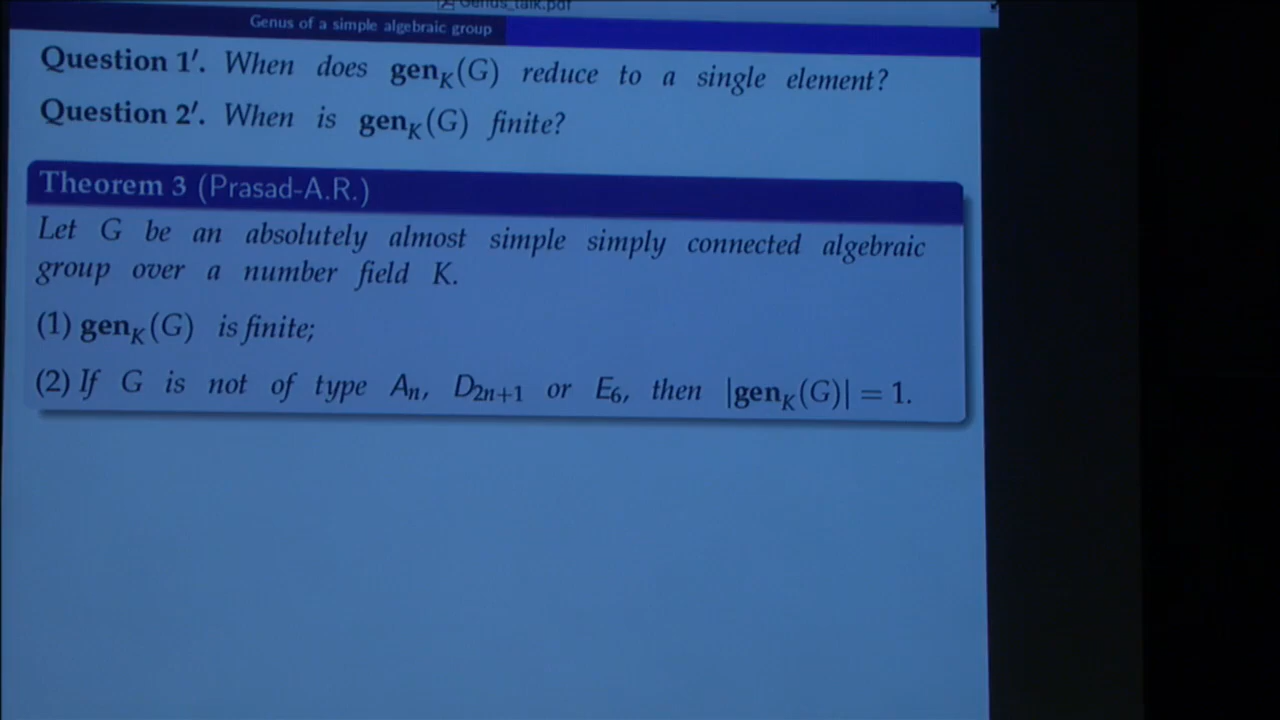 Genus_talk.pdf
Genus of a simple algebraic group
Question 1′. When does gen_K(G) reduce to a single element?
Question 2′. When is gen_K(G) finite?
Theorem 3 (Prasad-A.R.)
Let G be an absolutely almost simple simply connected algebraic
group over a number field K.
(1) gen_K(G) is finite;
(2) If G is not of type A_n, D_{2n+1} or E_6, then |gen_K(G)| = 1.